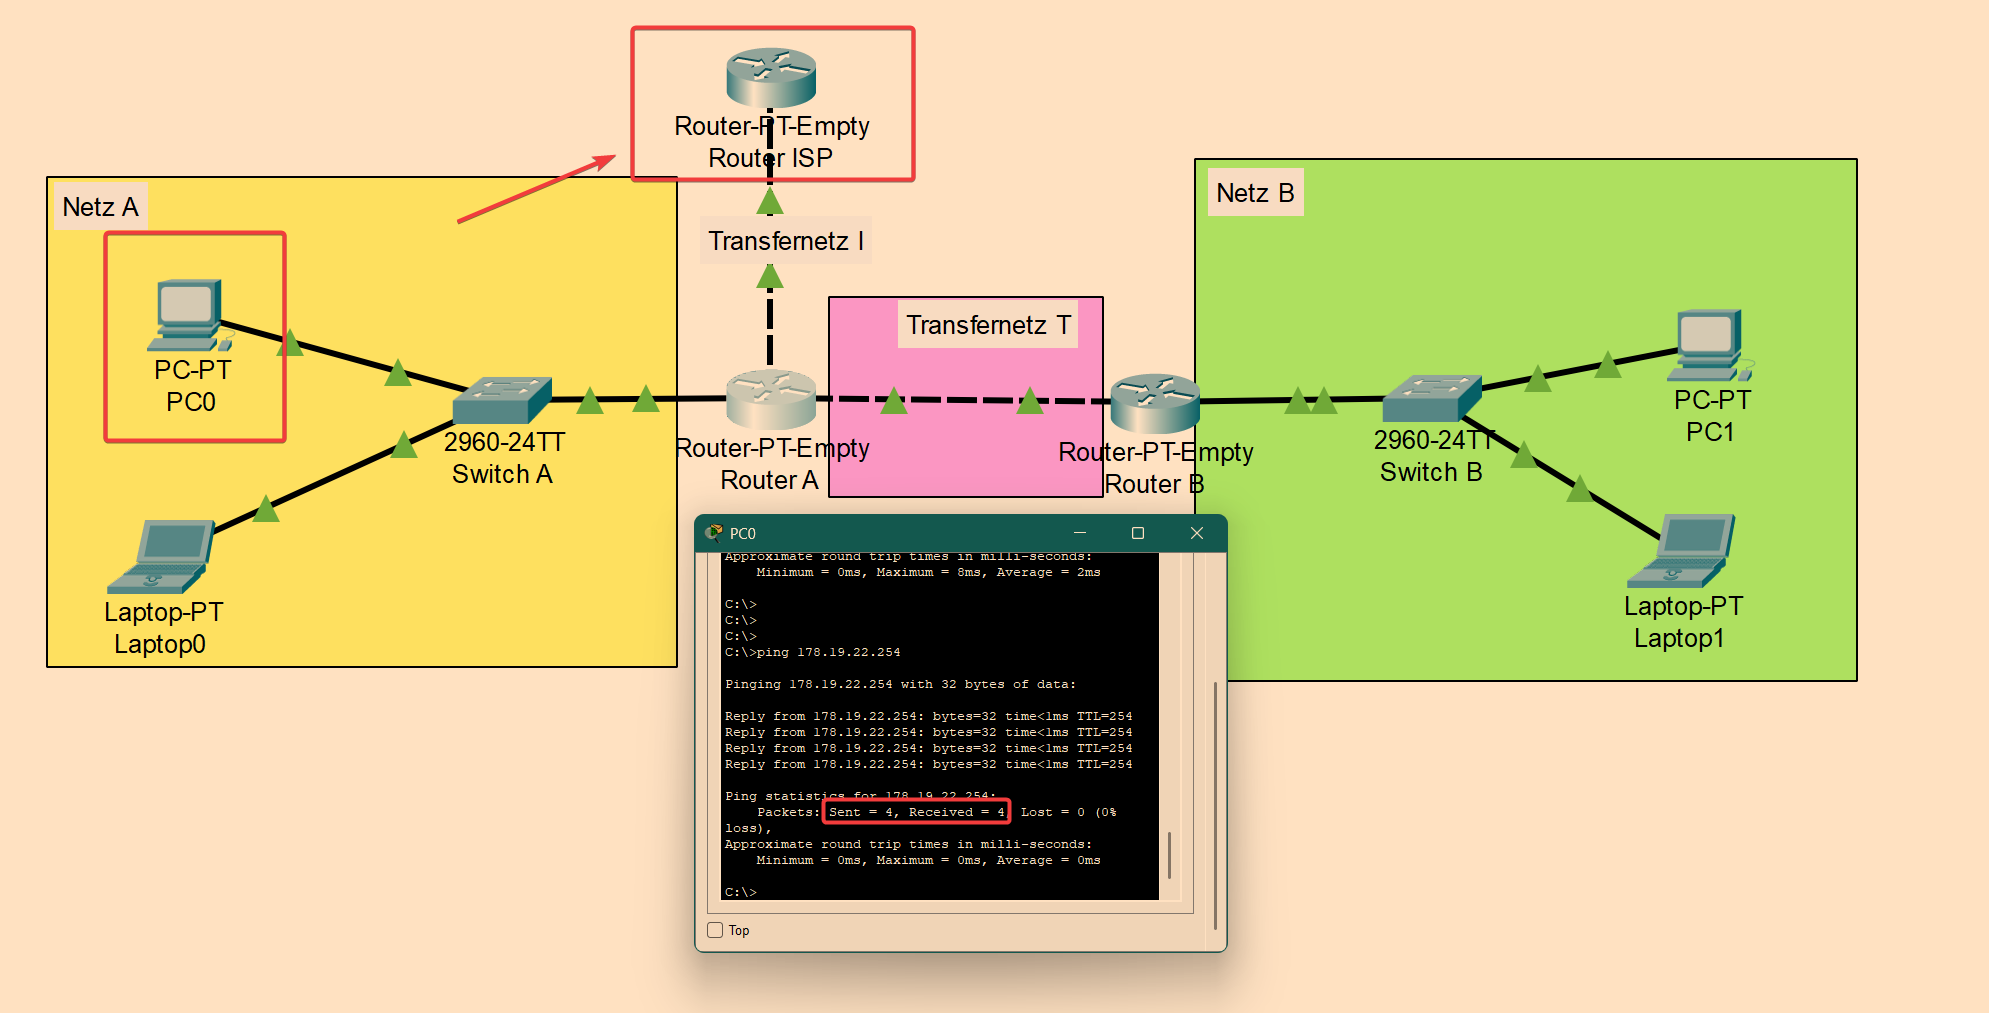 Router-PT-Empty
Router ISP
Netz A
Netz B
Transfernetz I
Transfernetz T
PC-PT
PC0
2960-24TT
Switch A
Router-PT-Empty
Router A
Router-PT-Empty
Router B
2960-24TT
Switch B
PC-PT
PC1
Laptop-PT
Laptop0
Laptop-PT
Laptop1
PC0
Approximate round trip times in milli-seconds:
Minimum = 0ms, Maximum = 8ms, Average = 2ms
C:\>
C:\>
C:\>
C:\>ping 178.19.22.254
Pinging 178.19.22.254 with 32 bytes of data:
Reply from 178.19.22.254: bytes=32 time<1ms TTL=254
Reply from 178.19.22.254: bytes=32 time<1ms TTL=254
Reply from 178.19.22.254: bytes=32 time<1ms TTL=254
Reply from 178.19.22.254: bytes=32 time<1ms TTL=254
Ping statistics for 178.19.22.254:
Packets: Sent = 4, Received = 4, Lost = 0 (0%
loss),
Approximate round trip times in milli-seconds:
Minimum = 0ms, Maximum = 0ms, Average = 0ms
C:\>
Top